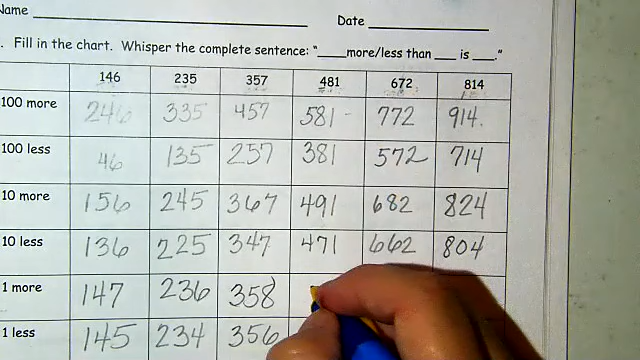 Name Date
. Fill in the chart. Whisper the complete sentence: "____more/less than ___ is ___."
146 235 357 481 672 814
100 more 246 335 457 581 772 914
100 less 46 135 257 381 572 714
10 more 156 245 367 491 682 824
10 less 136 225 347 471 662 804
1 more 147 236 358
1 less 145 234 356